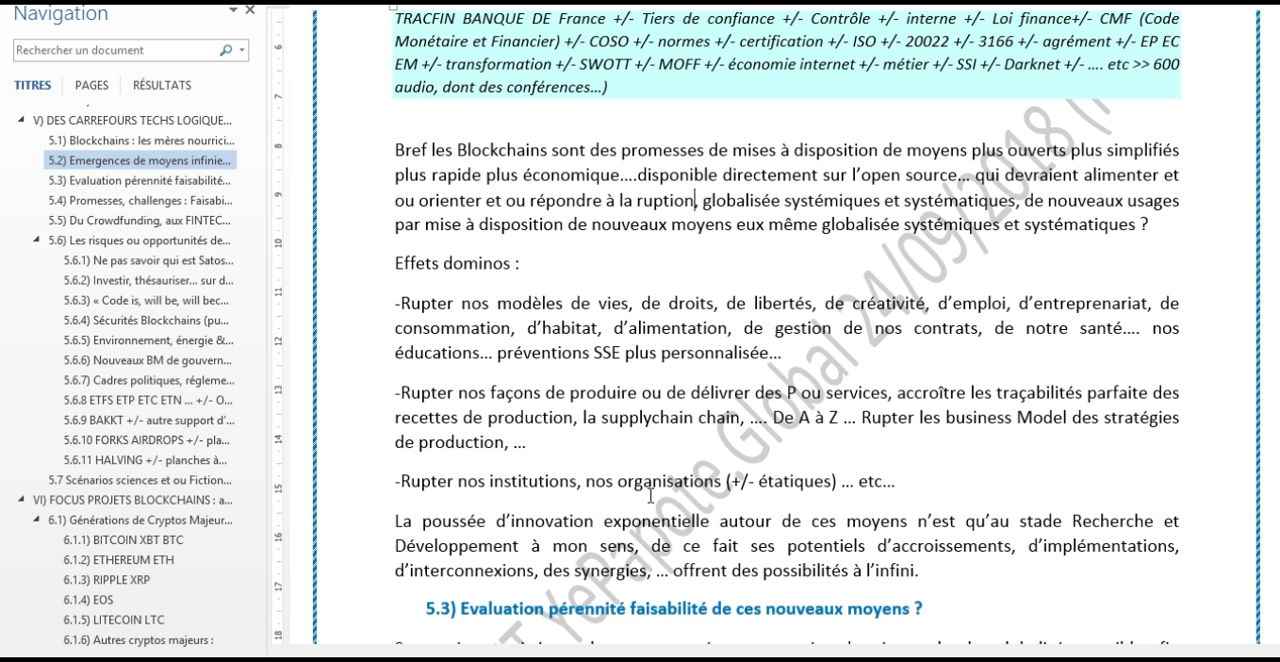 Navigation
Rechercher un document
TITRES PAGES RÉSULTATS
V) DES CARREFOURS TECHS LOGIQUE...
5.1) Blockchains : les mères nourrici...
5.2) Emergences de moyens infinie...
5.3) Evaluation pérennité faisabilité...
5.4) Promesses, challenges : Faisabi...
5.5) Du Crowdfunding, aux FINTEC...
5.6) Les risques ou opportunités de...
5.6.1) Ne pas savoir qui est Satos...
5.6.2) Investir, thésauriser... sur d...
5.6.3) « Code is, will be, will bec...
5.6.4) Sécurités Blockchains (pu...
5.6.5) Environnement, énergie &...
5.6.6) Nouveaux BM de gouvern...
5.6.7) Cadres politiques, régleme...
5.6.8 ETFS ETP ETC ETN ... +/- O...
5.6.9 BAKKT +/- autre support d'...
5.6.10 FORKS AIRDROPS +/- pla...
5.6.11 HALVING +/- planches à...
5.7 Scénarios sciences et ou Fiction...
VI) FOCUS PROJETS BLOCKCHAINS : a...
6.1) Générations de Cryptos Majeur...
6.1.1) BITCOIN XBT BTC
6.1.2) ETHEREUM ETH
6.1.3) RIPPLE XRP
6.1.4) EOS
6.1.5) LITECOIN LTC
6.1.6) Autres cryptos majeurs :
6
7
8
9
10
11
12
13
14
15
16
17
18
TRACFIN BANQUE DE France +/- Tiers de confiance +/- Contrôle +/- interne +/- Loi finance+/- CMF (Code
Monétaire et Financier) +/- COSO +/- normes +/- certification +/- ISO +/- 20022 +/- 3166 +/- agrément +/- EP EC
EM +/- transformation +/- SWOTT +/- MOFF +/- économie internet +/- métier +/- SSI +/- Darknet +/- .... etc >> 600
audio, dont des conférences...)
Bref les Blockchains sont des promesses de mises à disposition de moyens plus ouverts plus simplifiés
plus rapide plus économique....disponible directement sur l'open source... qui devraient alimenter et
ou orienter et ou répondre à la ruption, globalisée systémiques et systématiques, de nouveaux usages
par mise à disposition de nouveaux moyens eux même globalisée systémiques et systématiques ?
Effets dominos :
-Rupter nos modèles de vies, de droits, de libertés, de créativité, d'emploi, d'entreprenariat, de
consommation, d'habitat, d'alimentation, de gestion de nos contrats, de notre santé.... nos
éducations... préventions SSE plus personnalisée...
-Rupter nos façons de produire ou de délivrer des P ou services, accroître les traçabilités parfaite des
recettes de production, la supplychain chain, .... De A à Z ... Rupter les business Model des stratégies
de production, ...
-Rupter nos institutions, nos organisations (+/- étatiques) ... etc...
La poussée d'innovation exponentielle autour de ces moyens n'est qu'au stade Recherche et
Développement à mon sens, de ce fait ses potentiels d'accroissements, d'implémentations,
d'interconnexions, des synergies, ... offrent des possibilités à l'infini.
5.3) Evaluation pérennité faisabilité de ces nouveaux moyens ?
YePapote.Global 24/09/2018